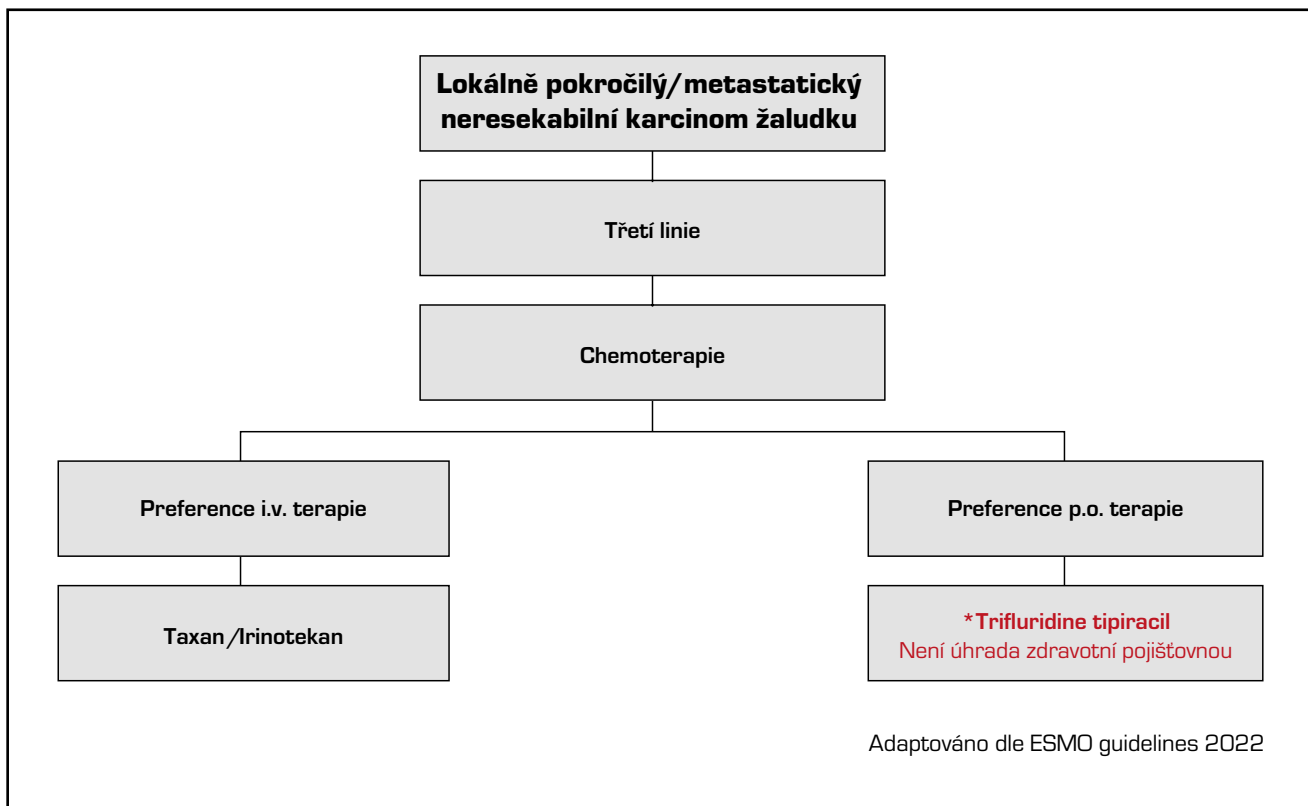 Lokálně pokročilý/metastatický
neresekabilní karcinom žaludku
Třetí linie
Chemoterapie
Preference i.v. terapie
Preference p.o. terapie
Taxan/Irinotekan
*Trifluridine tipiracil
Není úhrada zdravotní pojišťovnou
Adaptováno dle ESMO guidelines 2022